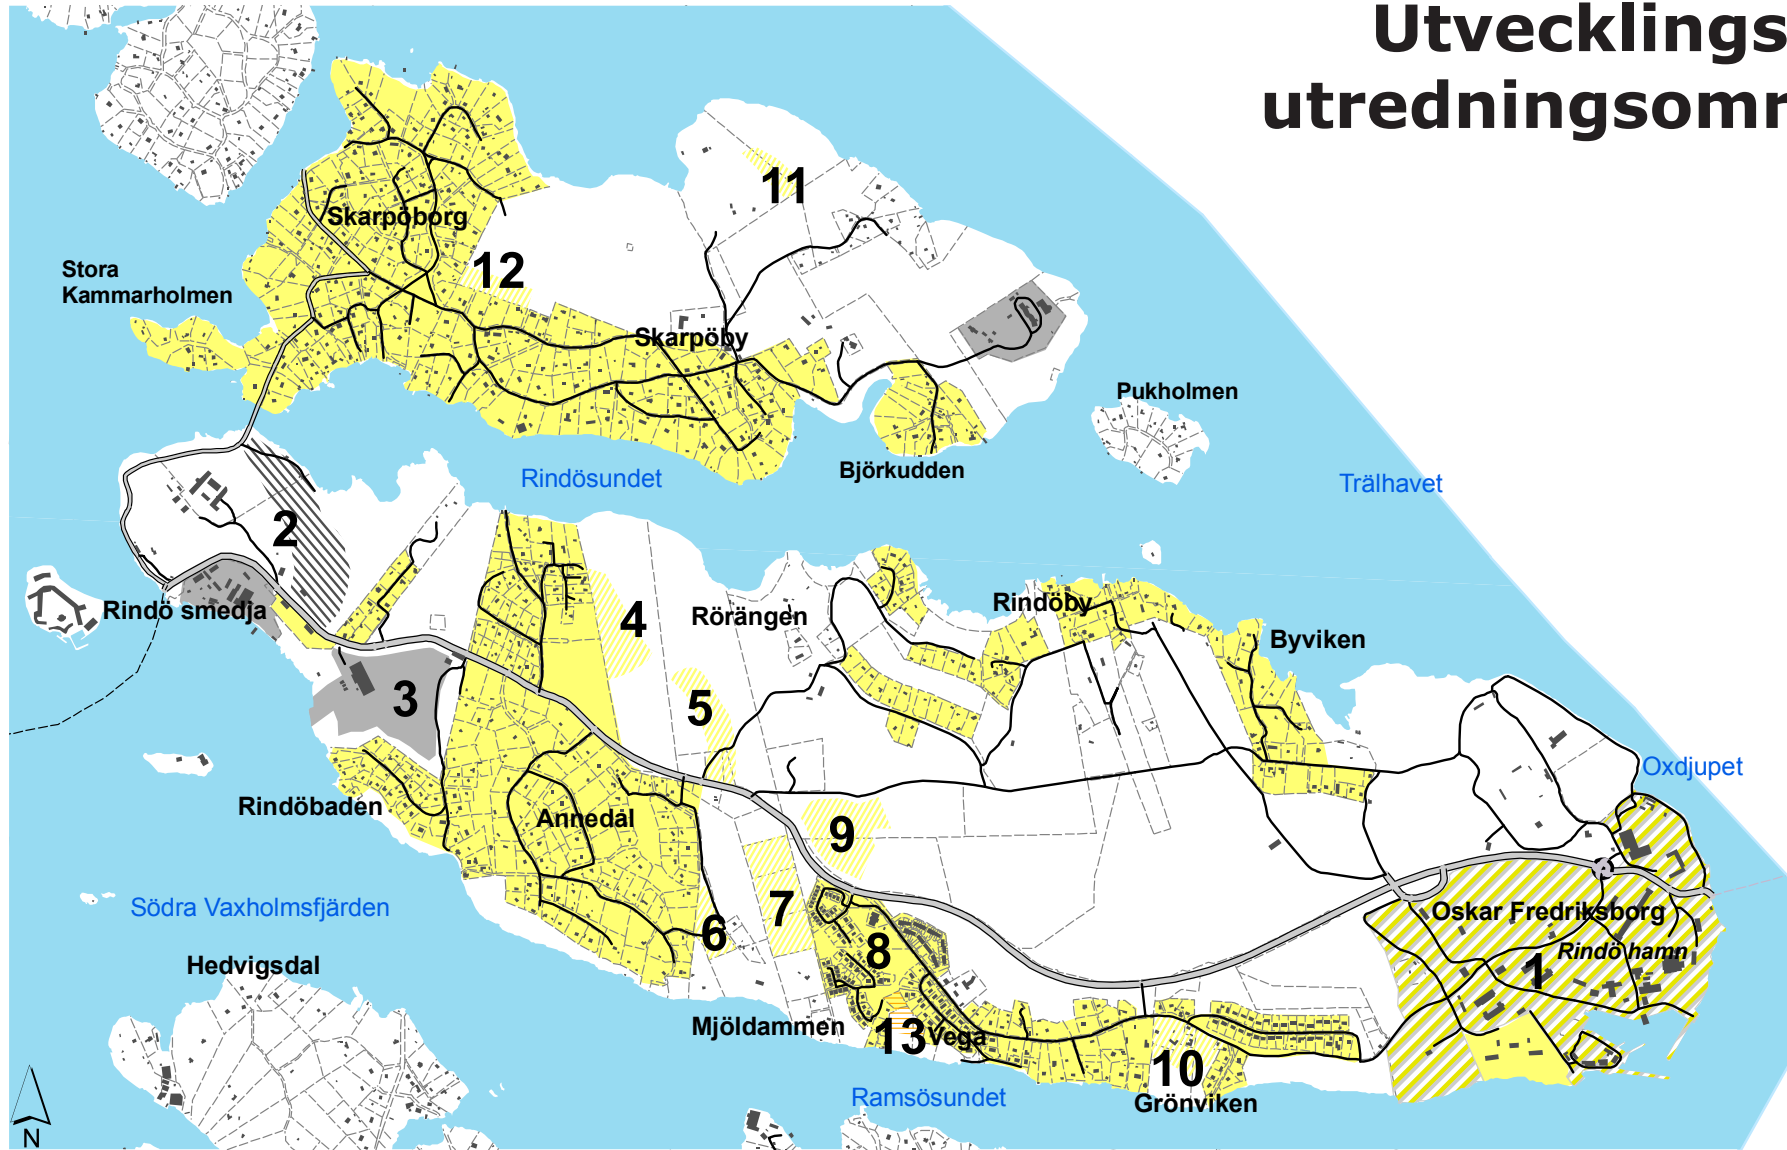 Utvecklings
utredningsomr
11
Skarpöborg
12
Stora
Kammarholmen
Skarpöby
Pukholmen
Björkudden
Rindösundet
Trälhavet
2
Rindö smedja
4
Rörängen
Rindöby
Byviken
3
5
Oxdjupet
Rindöbaden
Annedal
9
Södra Vaxholmsfjärden
7
6
8
Oskar Fredriksborg
Rindö hamn
1
Hedvigsdal
Mjöldammen
13
Vega
10
Ramsösundet
Grönviken
N